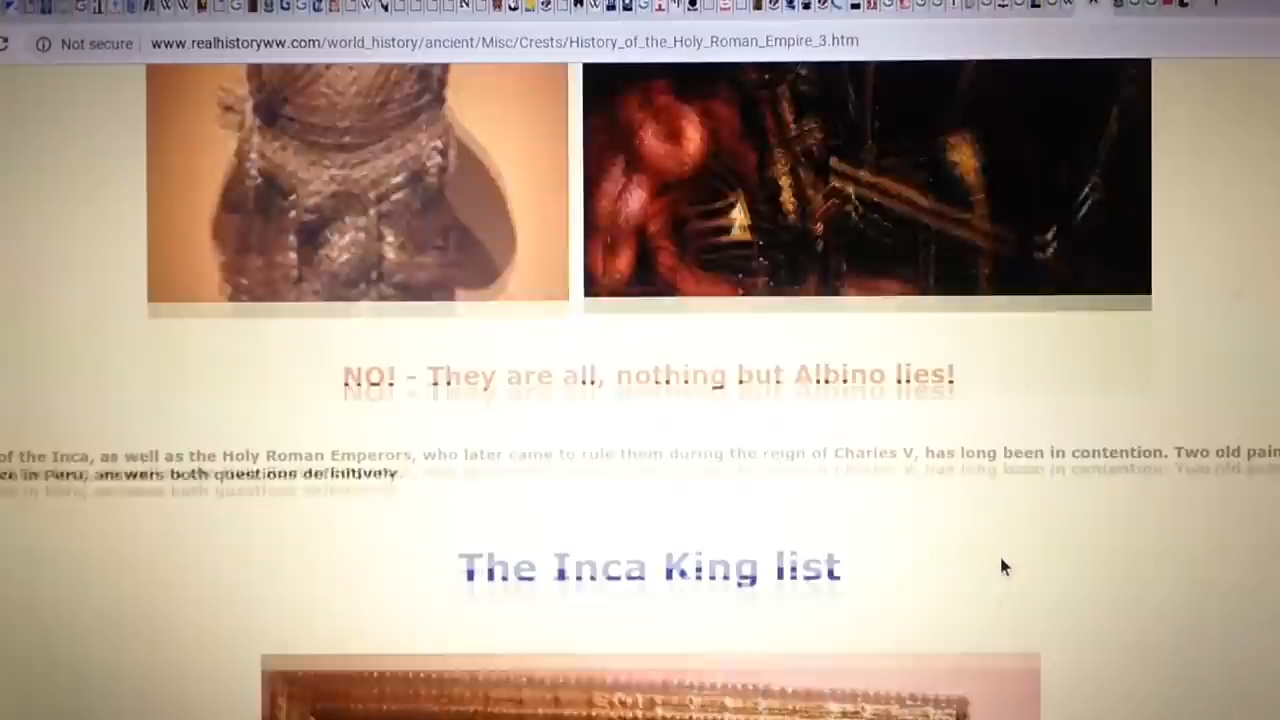 Not secure www.realhistoryww.com/world_history/ancient/Misc/Crests/History_of_the_Holy_Roman_Empire_3.htm
NO! - They are all, nothing but Albino lies!
of the Inca, as well as the Holy Roman Emperors, who later came to rule them during the reign of Charles V, has long been in contention. Two old pain
ce in Peru, answers both questions definitively.
The Inca King list